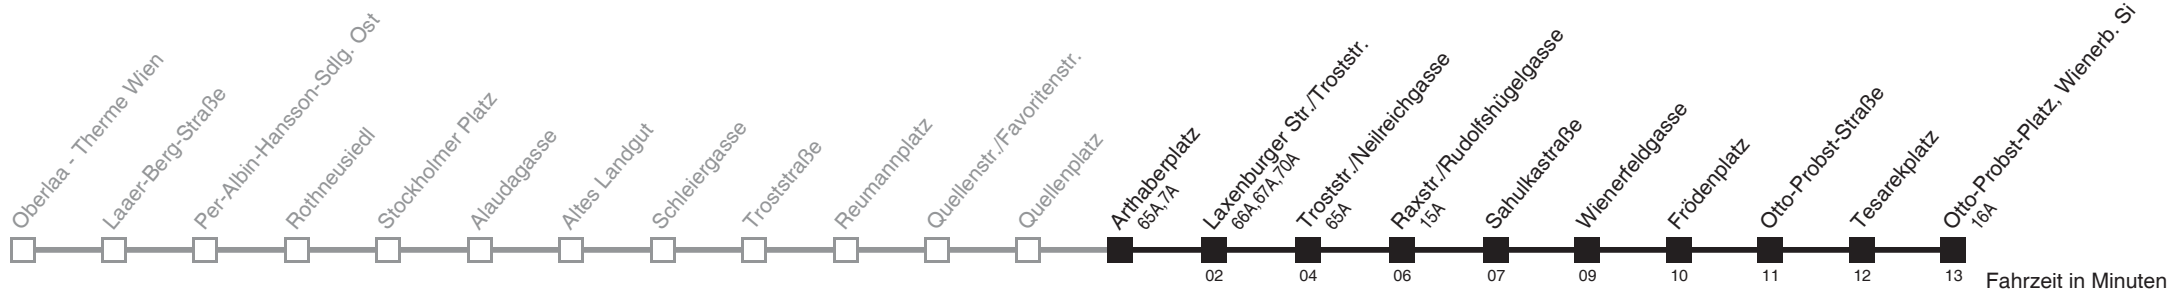 Oberlaa - Therme Wien
Laaer-Berg-Straße
Per-Albin-Hansson-Sdlg. Ost
Rothneusiedl
Stockholmer Platz
Alaudagasse
Altes Landgut
Schleiergasse
Troststraße
Reumannplatz
Quellenstr./Favoritenstr.
Quellenplatz
Arthaberplatz
65A,7A
Laxenburger Str./Troststr.
66A,67A,70A
Troststr./Neilreichgasse
65A
Raxstr./Rudolfshügelgasse
15A
Sahulkastraße
Wienerfeldgasse
Frödenplatz
Otto-Probst-Straße
Tesarekplatz
Otto-Probst-Platz, Wienerb. Si
16A
02 04 06 07 09 10 11 12 13 Fahrzeit in Minuten